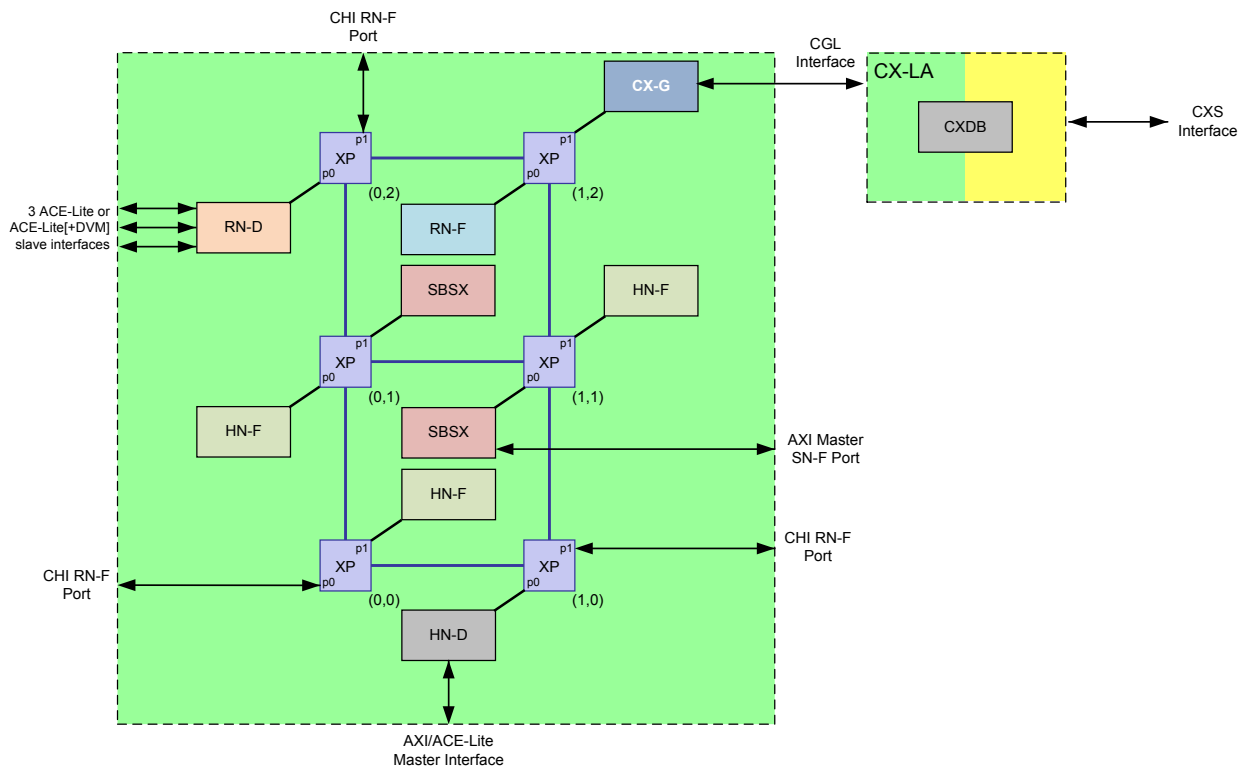 CHI RN-F
Port
CGL
Interface
CX-G
CX-LA
CXDB
CXS
Interface
p1
XP
p0
(0,2)
p1
XP
p0
(1,2)
3 ACE-Lite or
ACE-Lite[+DVM]
slave interfaces
RN-D
RN-F
SBSX
HN-F
p1
XP
p0
(0,1)
p1
XP
p0
(1,1)
HN-F
SBSX
AXI Master
SN-F Port
HN-F
p1
XP
p0
(0,0)
p1
XP
p0
(1,0)
CHI RN-F
Port
CHI RN-F
Port
HN-D
AXI/ACE-Lite
Master Interface